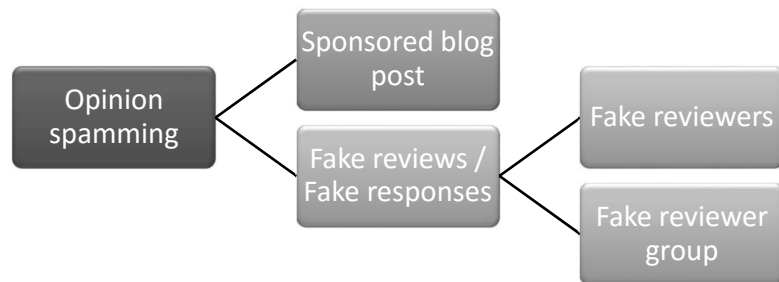 Opinion
spamming
Sponsored blog
post
Fake reviews /
Fake responses
Fake reviewers
Fake reviewer
group